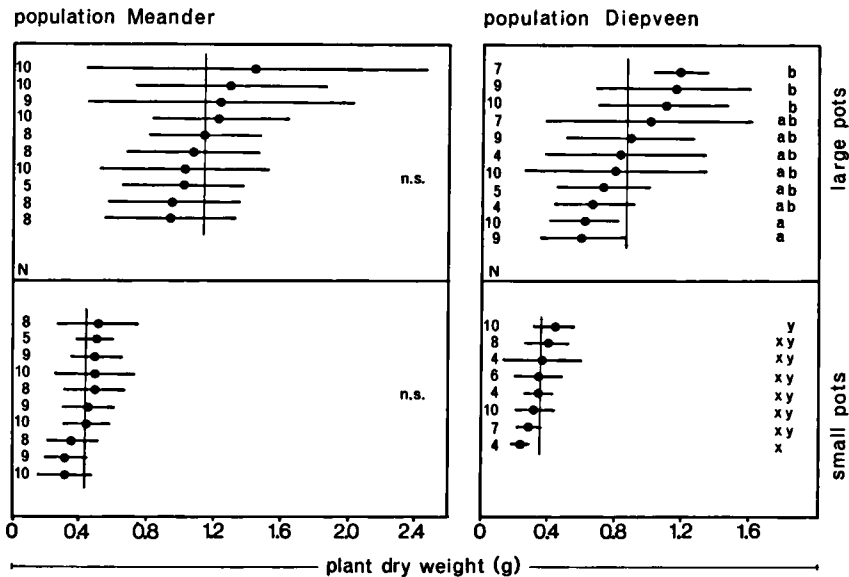 population Meander
population Diepveen
10
10
9
10
8
8
10
5
8
8
n.s.
N
7
9
10
7
9
4
10
5
4
10
9
b
b
b
ab
ab
ab
ab
ab
ab
a
a
N
large pots
8
5
9
10
8
9
10
8
9
10
n.s.
10
8
4
6
4
10
7
4
y
xy
xy
xy
xy
xy
xy
x
small pots
0 0.4 0.8 1.2 1.6 2.0 2.4
0 0.4 0.8 1.2 1.6
plant dry weight (g)